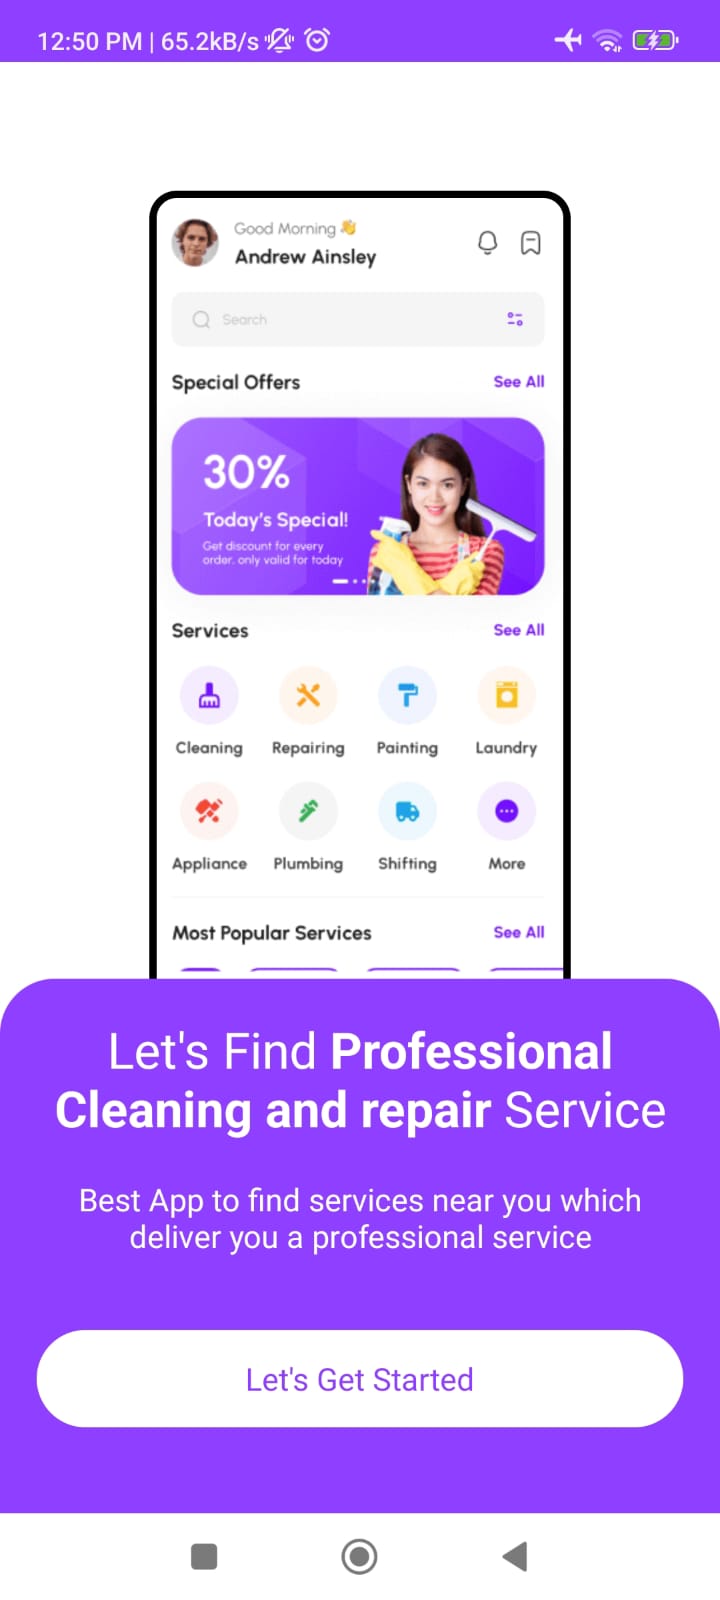 12:50 PM | 65.2kB/s
Good Morning 👋
Andrew Ainsley
Search
Special Offers See All
30%
Today's Special!
Get discount for every
order. only valid for today
Services See All
Cleaning Repairing Painting Laundry
Appliance Plumbing Shifting More
Most Popular Services See All
Let's Find Professional
Cleaning and repair Service
Best App to find services near you which
deliver you a professional service
Let's Get Started